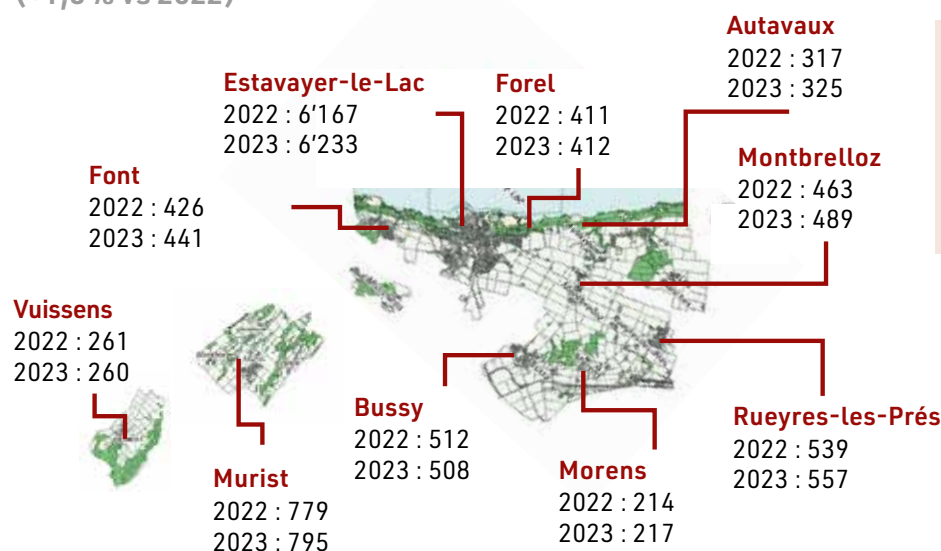 Autavaux
2022 : 317
2023 : 325
Estavayer-le-Lac
2022 : 6'167
2023 : 6'233
Forel
2022 : 411
2023 : 412
Montbrelloz
2022 : 463
2023 : 489
Font
2022 : 426
2023 : 441
Vuissens
2022 : 261
2023 : 260
Bussy
2022 : 512
2023 : 508
Rueyres-les-Prés
2022 : 539
2023 : 557
Murist
2022 : 779
2023 : 795
Morens
2022 : 214
2023 : 217